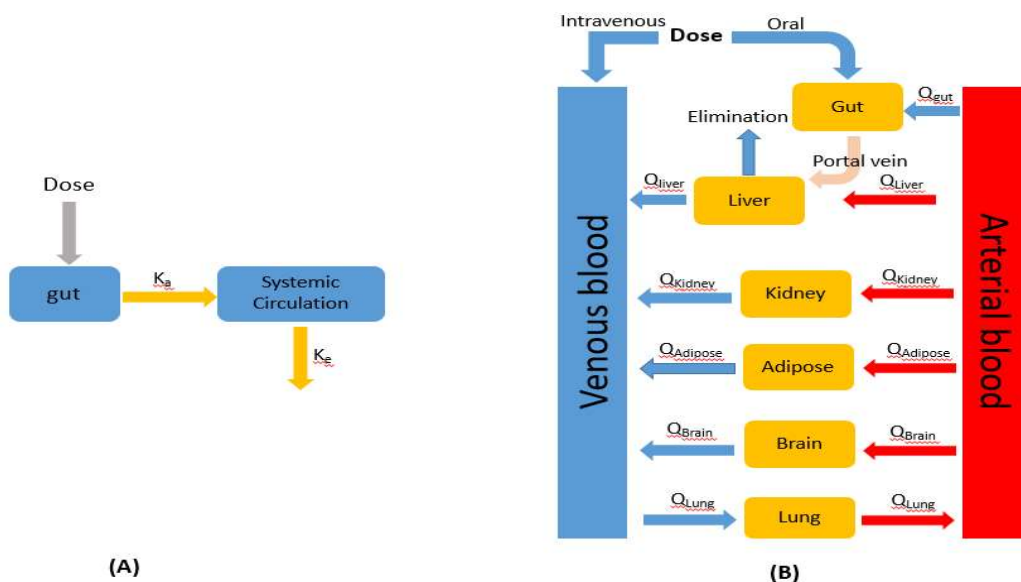 Dose
gut
Ka
Systemic
Circulation
Ke
(A)
Intravenous
Dose
Oral
Gut
Qgut
Elimination
Portal vein
Qliver
Liver
QLiver
Venous blood
Arterial blood
QKidney
Kidney
QKidney
QAdipose
Adipose
QAdipose
QBrain
Brain
QBrain
QLung
Lung
QLung
(B)